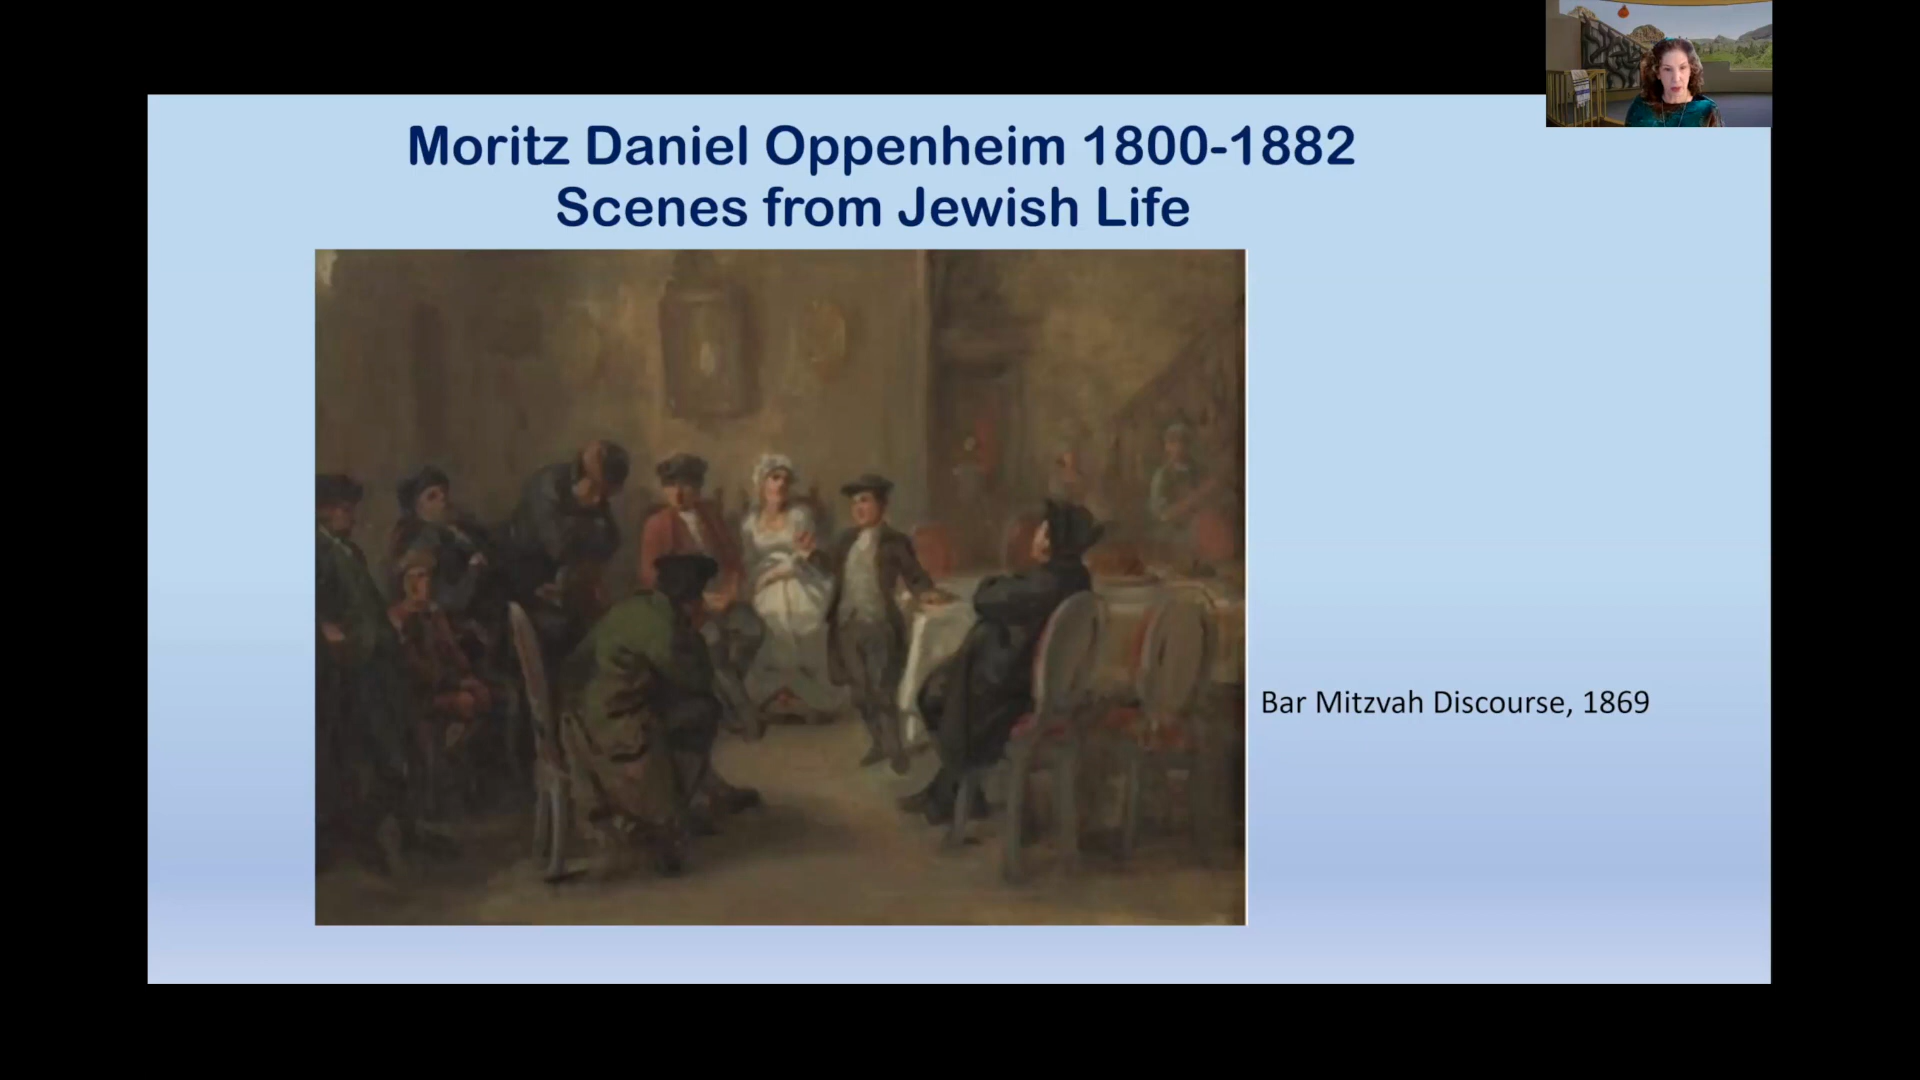 Moritz Daniel Oppenheim 1800-1882
Scenes from Jewish Life
Bar Mitzvah Discourse, 1869